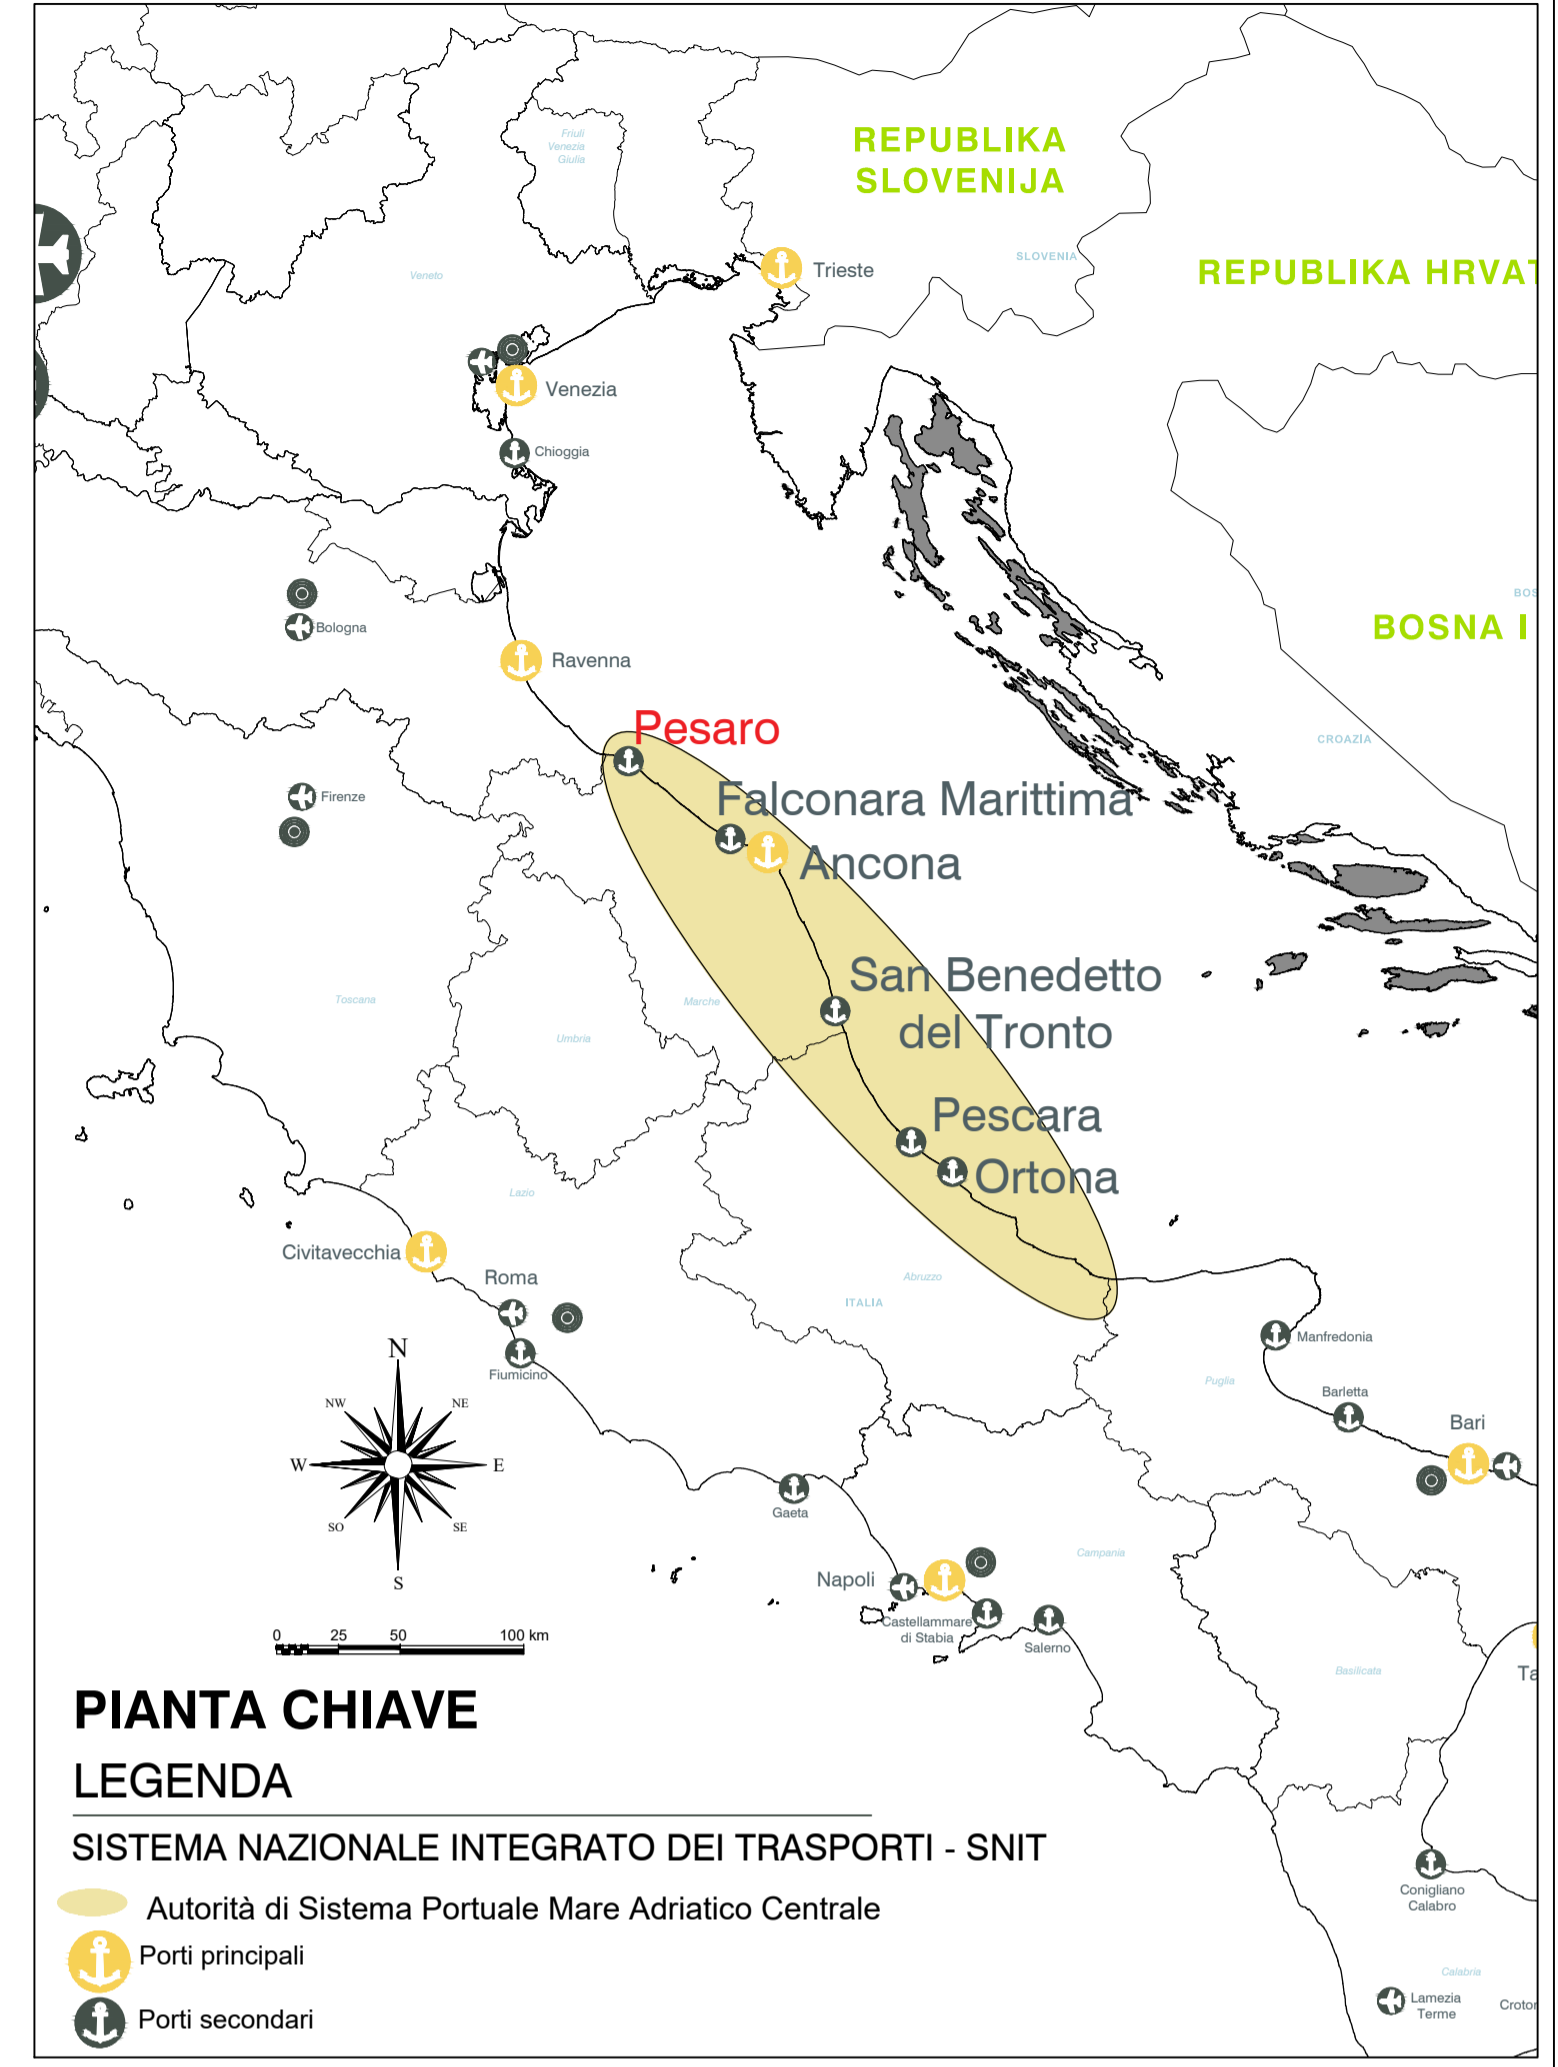 Friuli
Venezia
Giulia
REPUBLIKA
SLOVENIJA
SLOVENIA
Trieste
REPUBLIKA HRVAT
Veneto
Venezia
Chioggia
BOS
BOSNA I
Bologna
Ravenna
Pesaro
CROAZIA
Firenze
Falconara Marittima
Ancona
San Benedetto
del Tronto
Toscana
Marche
Umbria
Pescara
Ortona
Lazio
Civitavecchia
Roma
Abruzzo
ITALIA
Fiumicino
Manfredonia
Puglia
Barletta
Bari
N
NW
NE
W
E
SO
SE
S
Gaeta
Campania
Napoli
Castellammare
di Stabia
Salerno
0 25 50 100 km
Basilicata
Ta
PIANTA CHIAVE
LEGENDA
SISTEMA NAZIONALE INTEGRATO DEI TRASPORTI - SNIT
Autorità di Sistema Portuale Mare Adriatico Centrale
Porti principali
Porti secondari
Conigliano
Calabro
Calabria
Lamezia
Terme
Croton